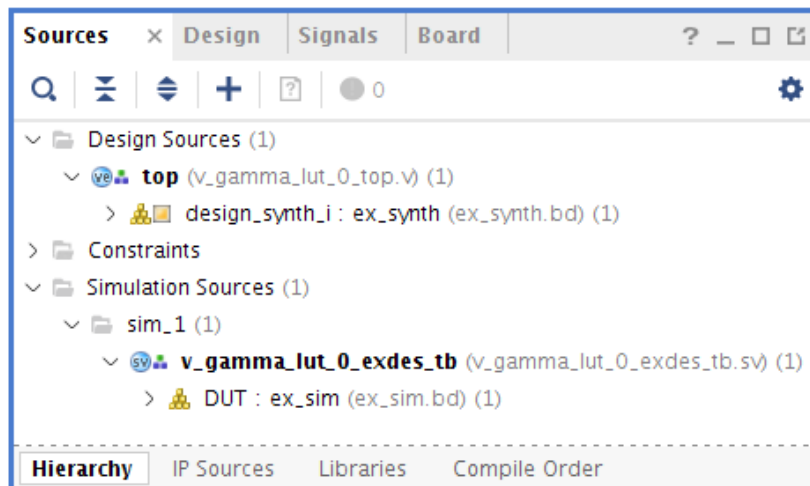 Sources × Design Signals Board ?
0
Design Sources (1)
top (v_gamma_lut_0_top.v) (1)
design_synth_i : ex_synth (ex_synth.bd) (1)
Constraints
Simulation Sources (1)
sim_1 (1)
v_gamma_lut_0_exdes_tb (v_gamma_lut_0_exdes_tb.sv) (1)
DUT : ex_sim (ex_sim.bd) (1)
Hierarchy IP Sources Libraries Compile Order